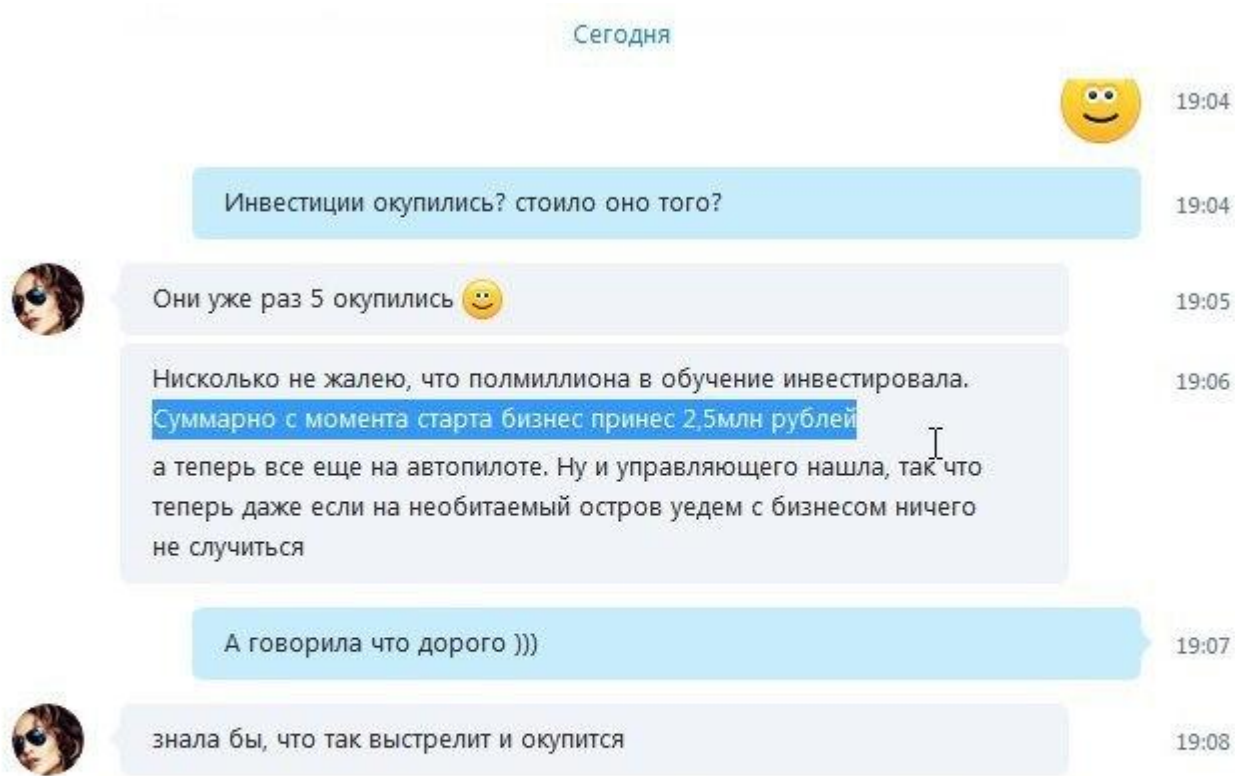 Сегодня
19:04
Инвестиции окупились? стоило оно того?
19:04
Они уже раз 5 окупились
19:05
Нисколько не жалею, что полмиллиона в обучение инвестировала.
19:06
Суммарно с момента старта бизнес принес 2,5млн рублей
а теперь все еще на автопилоте. Ну и управляющего нашла, так что
теперь даже если на необитаемый остров уедем с бизнесом ничего
не случиться
А говорила что дорого )))
19:07
знала бы, что так выстрелит и окупится
19:08